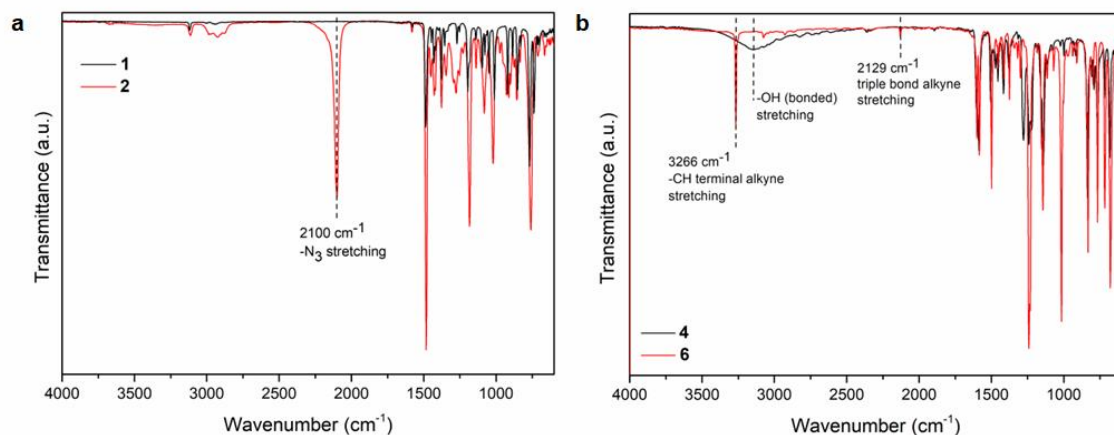 a
Transmittance (a.u.)
1
2
2100 cm⁻¹
-N₃ stretching
4000 3500 3000 2500 2000 1500 1000
Wavenumber (cm⁻¹)
b
Transmittance (a.u.)
2129 cm⁻¹
triple bond alkyne
stretching
-OH (bonded)
stretching
3266 cm⁻¹
-CH terminal alkyne
stretching
4
6
4000 3500 3000 2500 2000 1500 1000
Wavenumber (cm⁻¹)